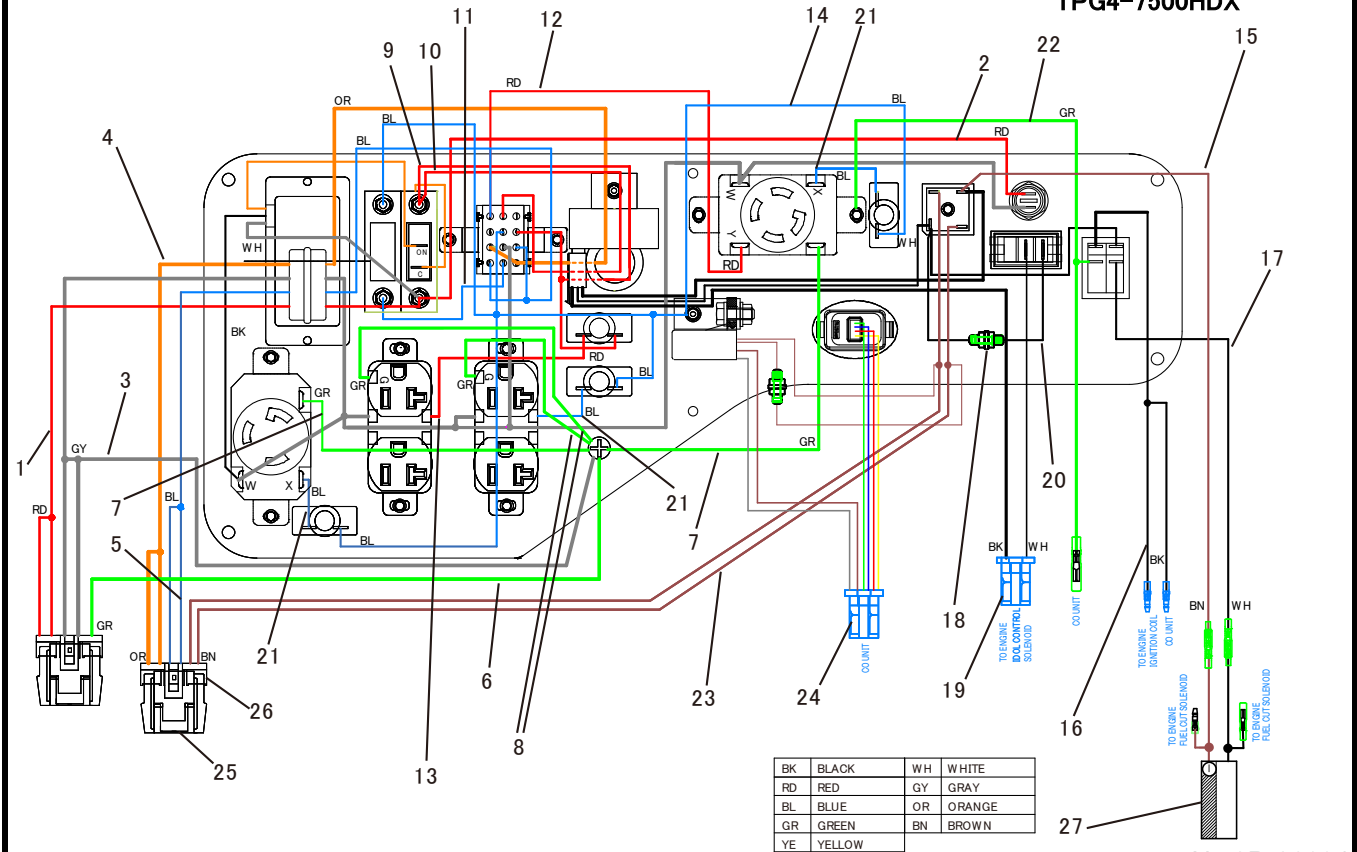 TPG4-7500HDX
11
12
14
21
22
15
9
10
2
4
RD
OR
BL
BL
BL
GR
RD
WH
ON
C
W
X
BL
Y
RD
WH
17
BK
3
GR
GR
G
GR
G
RD
BL
BL
18
20
GY
1
7
W
X
BL
BL
RD
BL
5
21
7
GR
GR
OR
BN
21
6
8
13
23
24
19
16
26
25
BK
WH
BK
BN
WH
CO UNIT
TO ENGINE
IDOL CONTROL
SOLENOID
CO UNIT
TO ENGINE
IGNITION COIL
CO UNIT
TO ENGINE
FUEL CUT SOLENOID
TO ENGINE
FUEL CUT SOLENOID
27
BK BLACK WH WHITE
RD RED GY GRAY
BL BLUE OR ORANGE
GR GREEN BN BROWN
YE YELLOW